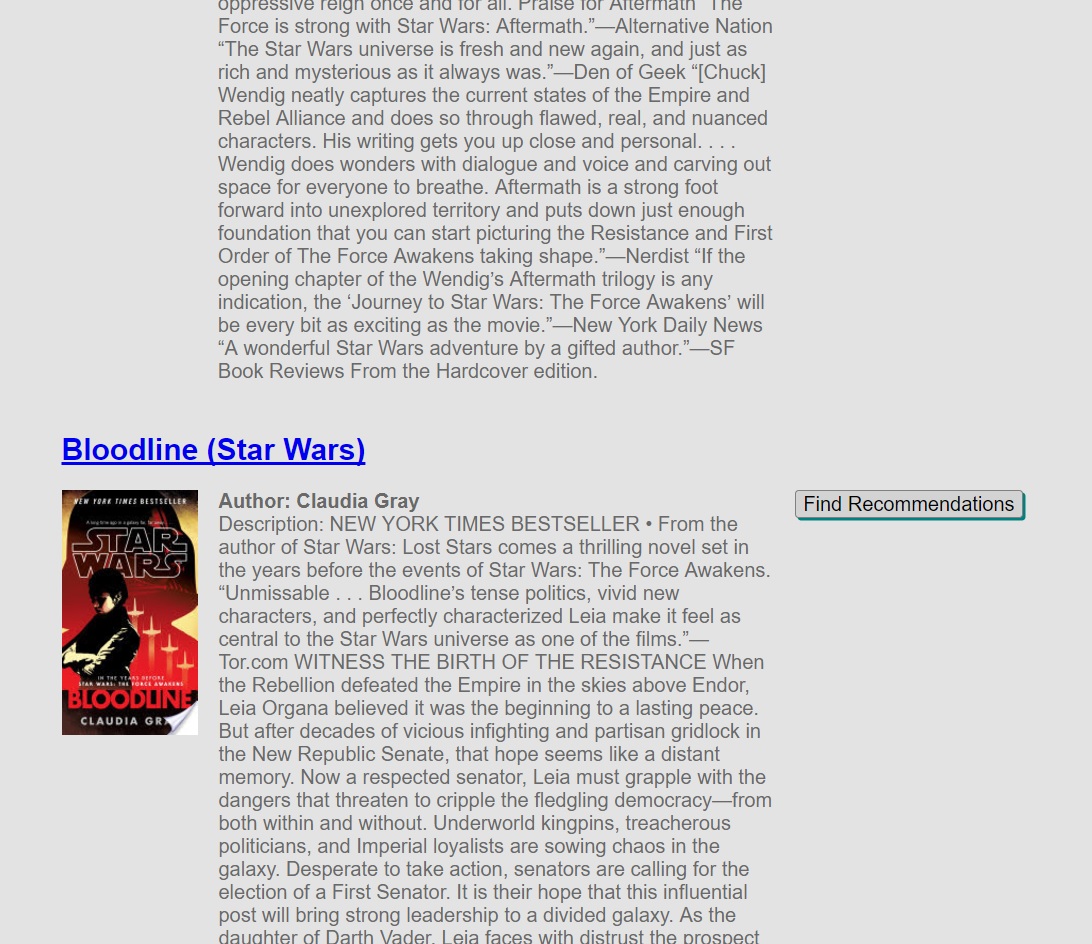 oppressive reign once and for all. Praise for Aftermath “The
Force is strong with Star Wars: Aftermath.”—Alternative Nation
“The Star Wars universe is fresh and new again, and just as
rich and mysterious as it always was.”—Den of Geek “[Chuck]
Wendig neatly captures the current states of the Empire and
Rebel Alliance and does so through flawed, real, and nuanced
characters. His writing gets you up close and personal. . . .
Wendig does wonders with dialogue and voice and carving out
space for everyone to breathe. Aftermath is a strong foot
forward into unexplored territory and puts down just enough
foundation that you can start picturing the Resistance and First
Order of The Force Awakens taking shape.”—Nerdist “If the
opening chapter of the Wendig’s Aftermath trilogy is any
indication, the ‘Journey to Star Wars: The Force Awakens’ will
be every bit as exciting as the movie.”—New York Daily News
“A wonderful Star Wars adventure by a gifted author.”—SF
Book Reviews From the Hardcover edition.
Bloodline (Star Wars)
NEW YORK TIMES BESTSELLER
A long time ago in a galaxy far, far away....
STAR
WARS
IN THE YEARS BEFORE
STAR WARS: THE FORCE AWAKENS
BLOODLINE
CLAUDIA
Author: Claudia Gray
Description: NEW YORK TIMES BESTSELLER • From the
author of Star Wars: Lost Stars comes a thrilling novel set in
the years before the events of Star Wars: The Force Awakens.
“Unmissable . . . Bloodline’s tense politics, vivid new
characters, and perfectly characterized Leia make it feel as
central to the Star Wars universe as one of the films.”—
Tor.com WITNESS THE BIRTH OF THE RESISTANCE When
the Rebellion defeated the Empire in the skies above Endor,
Leia Organa believed it was the beginning to a lasting peace.
But after decades of vicious infighting and partisan gridlock in
the New Republic Senate, that hope seems like a distant
memory. Now a respected senator, Leia must grapple with the
dangers that threaten to cripple the fledgling democracy—from
both within and without. Underworld kingpins, treacherous
politicians, and Imperial loyalists are sowing chaos in the
galaxy. Desperate to take action, senators are calling for the
election of a First Senator. It is their hope that this influential
post will bring strong leadership to a divided galaxy. As the
daughter of Darth Vader, Leia faces with distrust the prospect
Find Recommendations